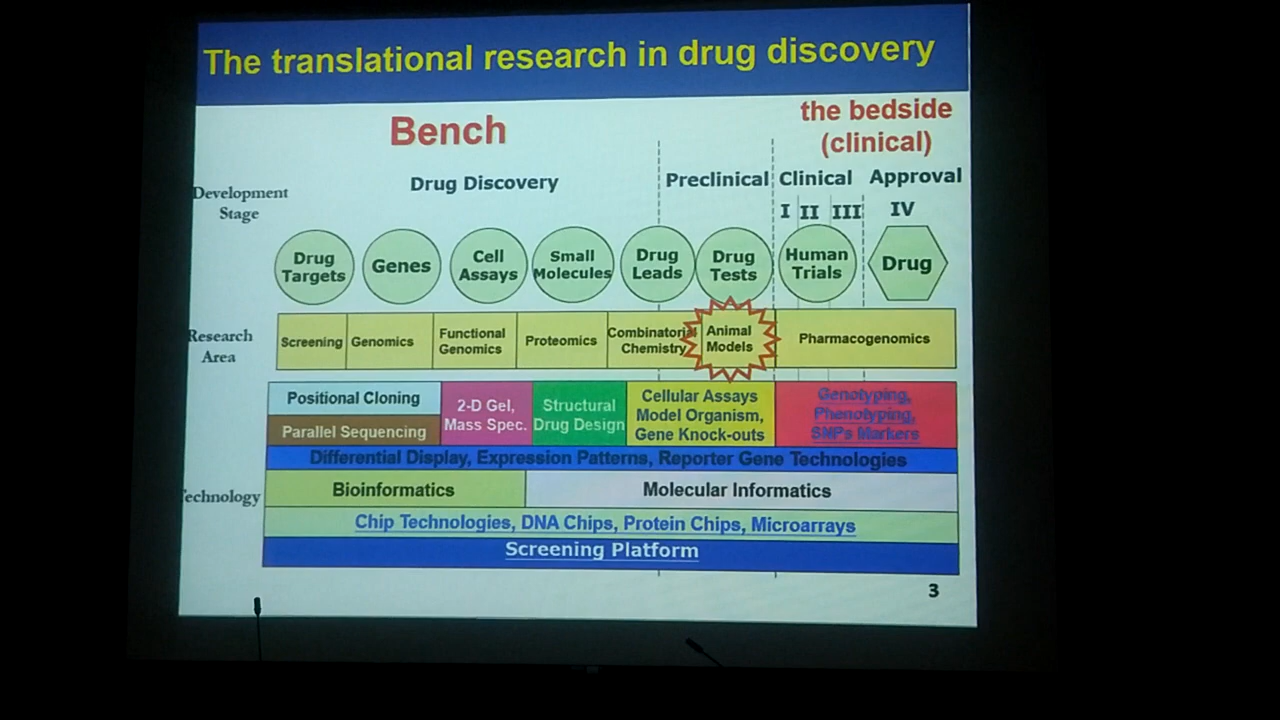 The translational research in drug discovery
Bench
the bedside
(clinical)
Development
Stage
Drug Discovery
Preclinical
Clinical
Approval
I II III
IV
Drug
Targets
Genes
Cell
Assays
Small
Molecules
Drug
Leads
Drug
Tests
Human
Trials
Drug
Research
Area
Screening
Genomics
Functional
Genomics
Proteomics
Combinatorial
Chemistry
Animal
Models
Pharmacogenomics
Technology
Positional Cloning
Parallel Sequencing
2-D Gel,
Mass Spec.
Structural
Drug Design
Cellular Assays
Model Organism,
Gene Knock-outs
Genotyping,
Phenotyping,
SNPs Markers
Differential Display, Expression Patterns, Reporter Gene Technologies
Bioinformatics
Molecular Informatics
Chip Technologies, DNA Chips, Protein Chips, Microarrays
Screening Platform
3